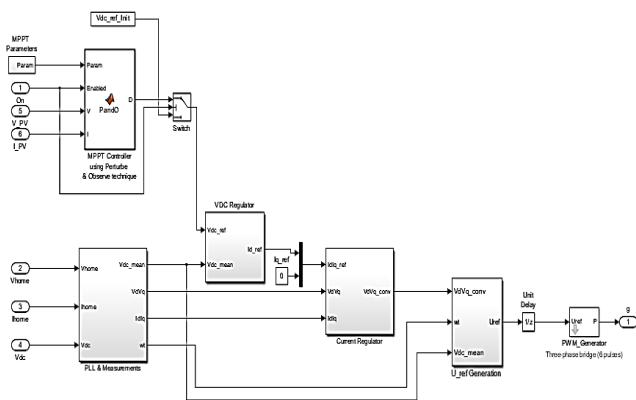 Vdc_ref_Init
MPPT
Parameters
Param
1
On
5
V_PV
6
I_PV
Param
Enabled
V
I
PandO
D
MPPT Controller
using Perturbe
& Observe technique
Switch
VDC Regulator
Vdc_ref
Vdc_mean
Id_ref
Iq_ref
0
2
Vhome
3
Ihome
4
Vdc
Vhome
Ihome
Vdc
Vdc_mean
VdVq
IdIq
wt
PLL & Measurements
IdIq_ref
VdVq
IdIq
VdVq_conv
Current Regulator
VdVq_conv
wt
Vdc_mean
Uref
U_ref Generation
Unit
Delay
1/z
Uref
P
PWM_Generator
Three-phase bridge (6 pulses)
g
1